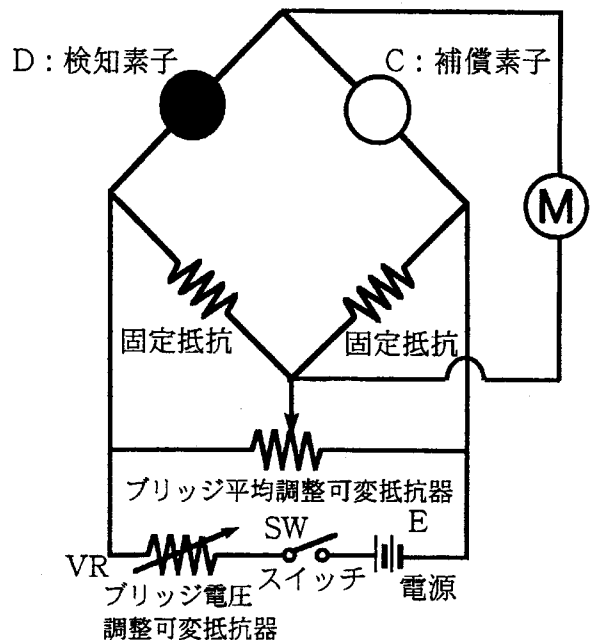 D：検知素子
C：補償素子
M
固定抵抗
固定抵抗
ブリッジ平均調整可変抵抗器
SW
E
VR
スイッチ
電源
ブリッジ電圧
調整可変抵抗器